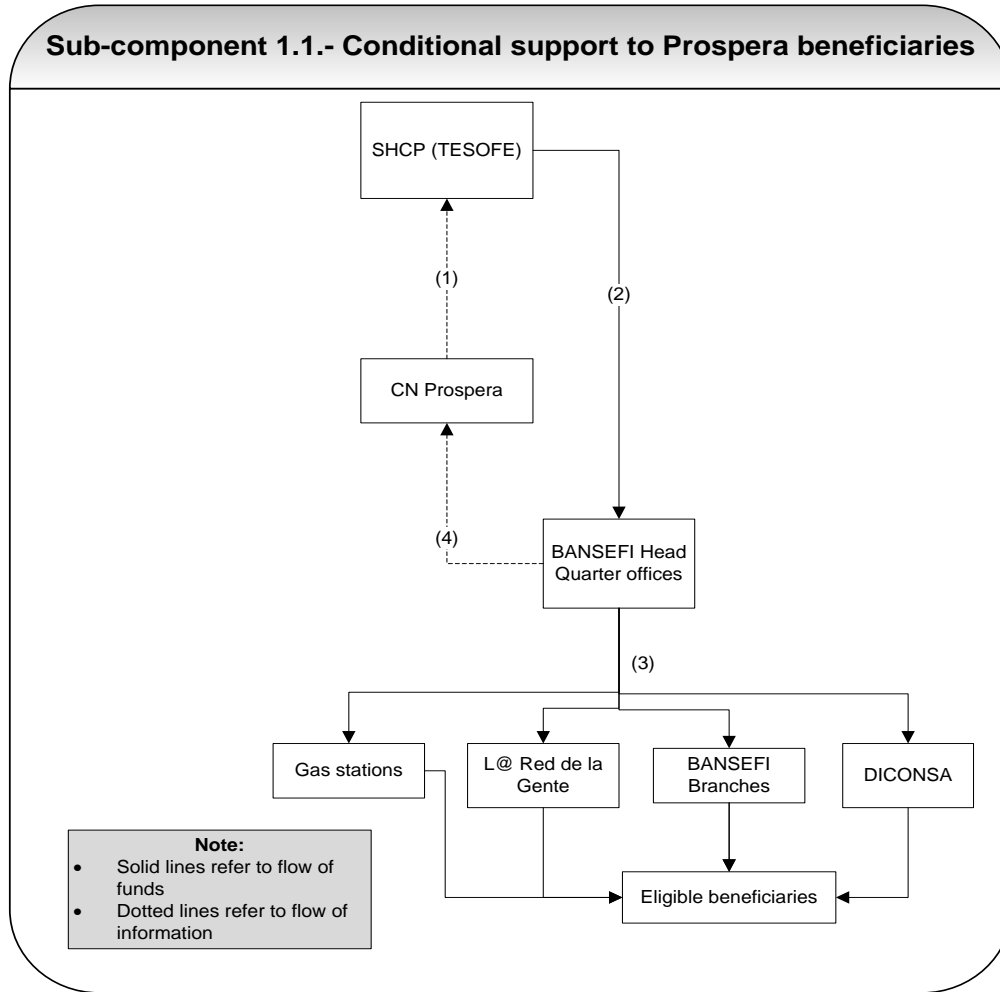 Sub-component 1.1.- Conditional support to Prospera beneficiaries
SHCP (TESOFE)
(1)
(2)
CN Prospera
(4)
BANSEFI Head
Quarter offices
(3)
Gas stations
L@ Red de la
Gente
BANSEFI
Branches
DICONSA
Eligible beneficiaries
Note:
• Solid lines refer to flow of
funds
• Dotted lines refer to flow of
information